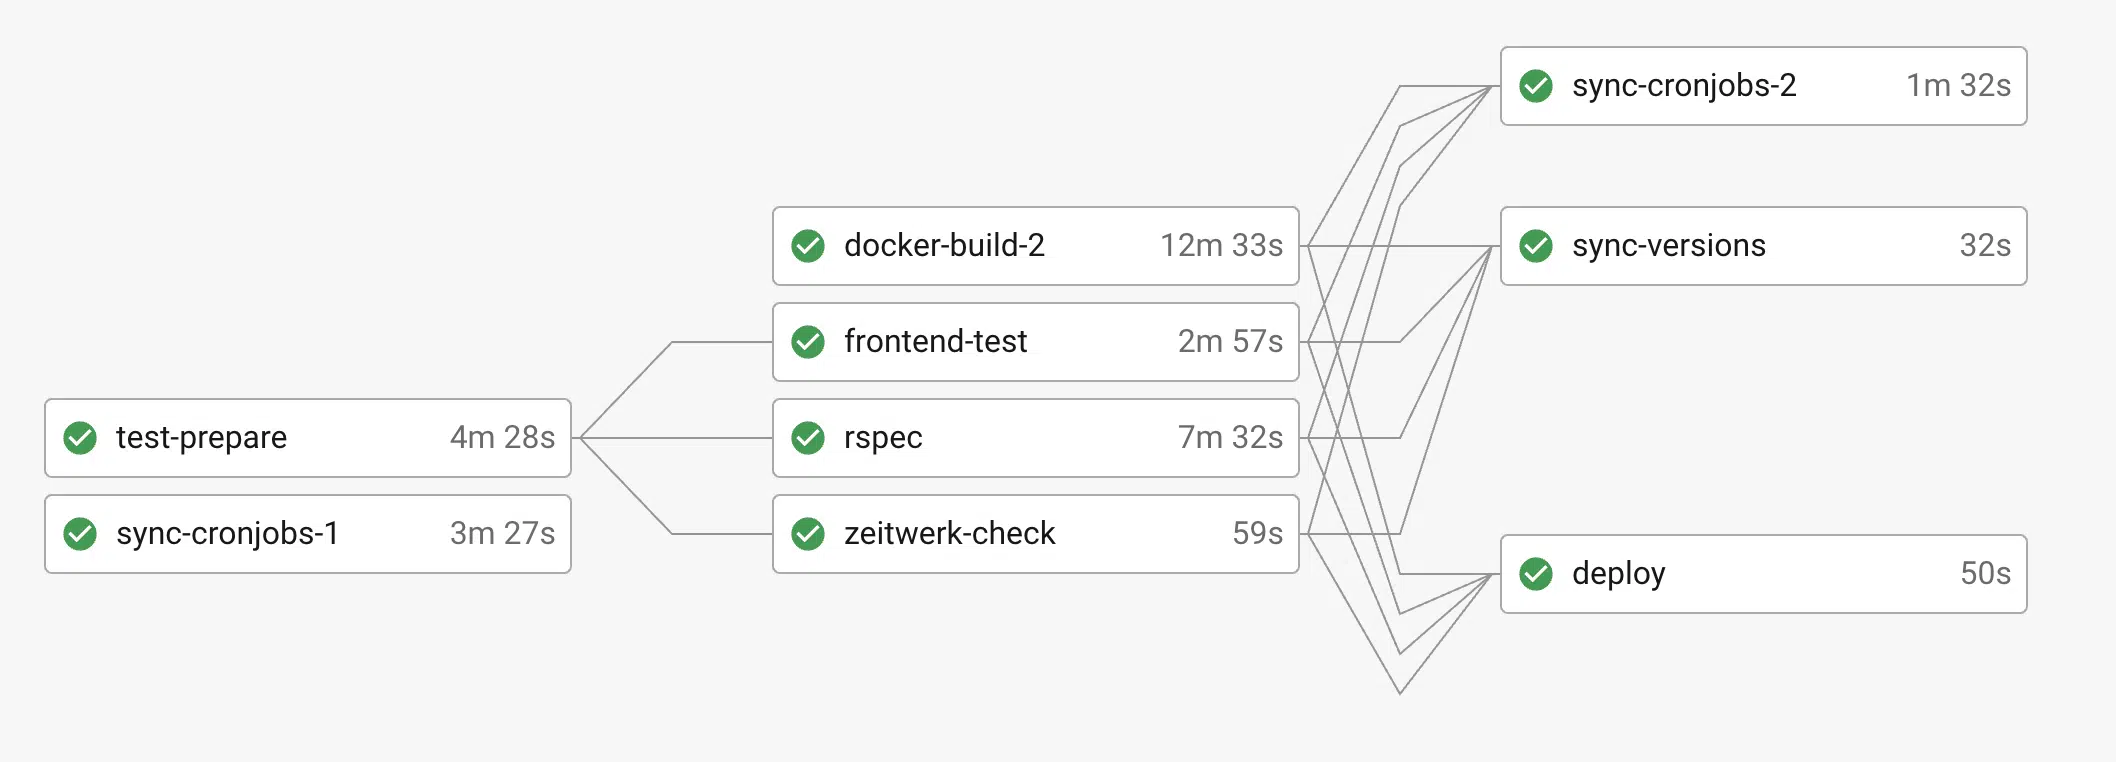 test-prepare 4m 28s
sync-cronjobs-1 3m 27s
docker-build-2 12m 33s
frontend-test 2m 57s
rspec 7m 32s
zeitwerk-check 59s
sync-cronjobs-2 1m 32s
sync-versions 32s
deploy 50s